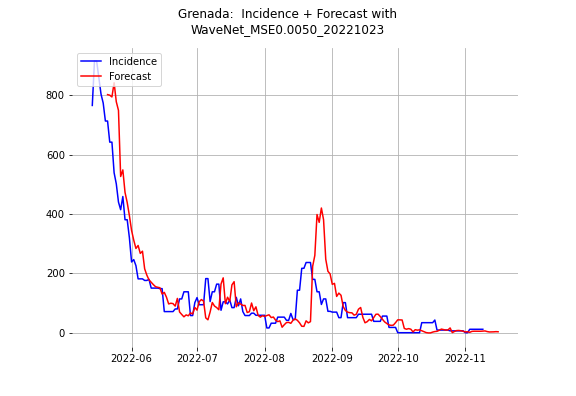 Grenada:  Incidence + Forecast with
WaveNet_MSE0.0050_20221023
Incidence
Forecast
800
600
400
200
0
2022-06 2022-07 2022-08 2022-09 2022-10 2022-11